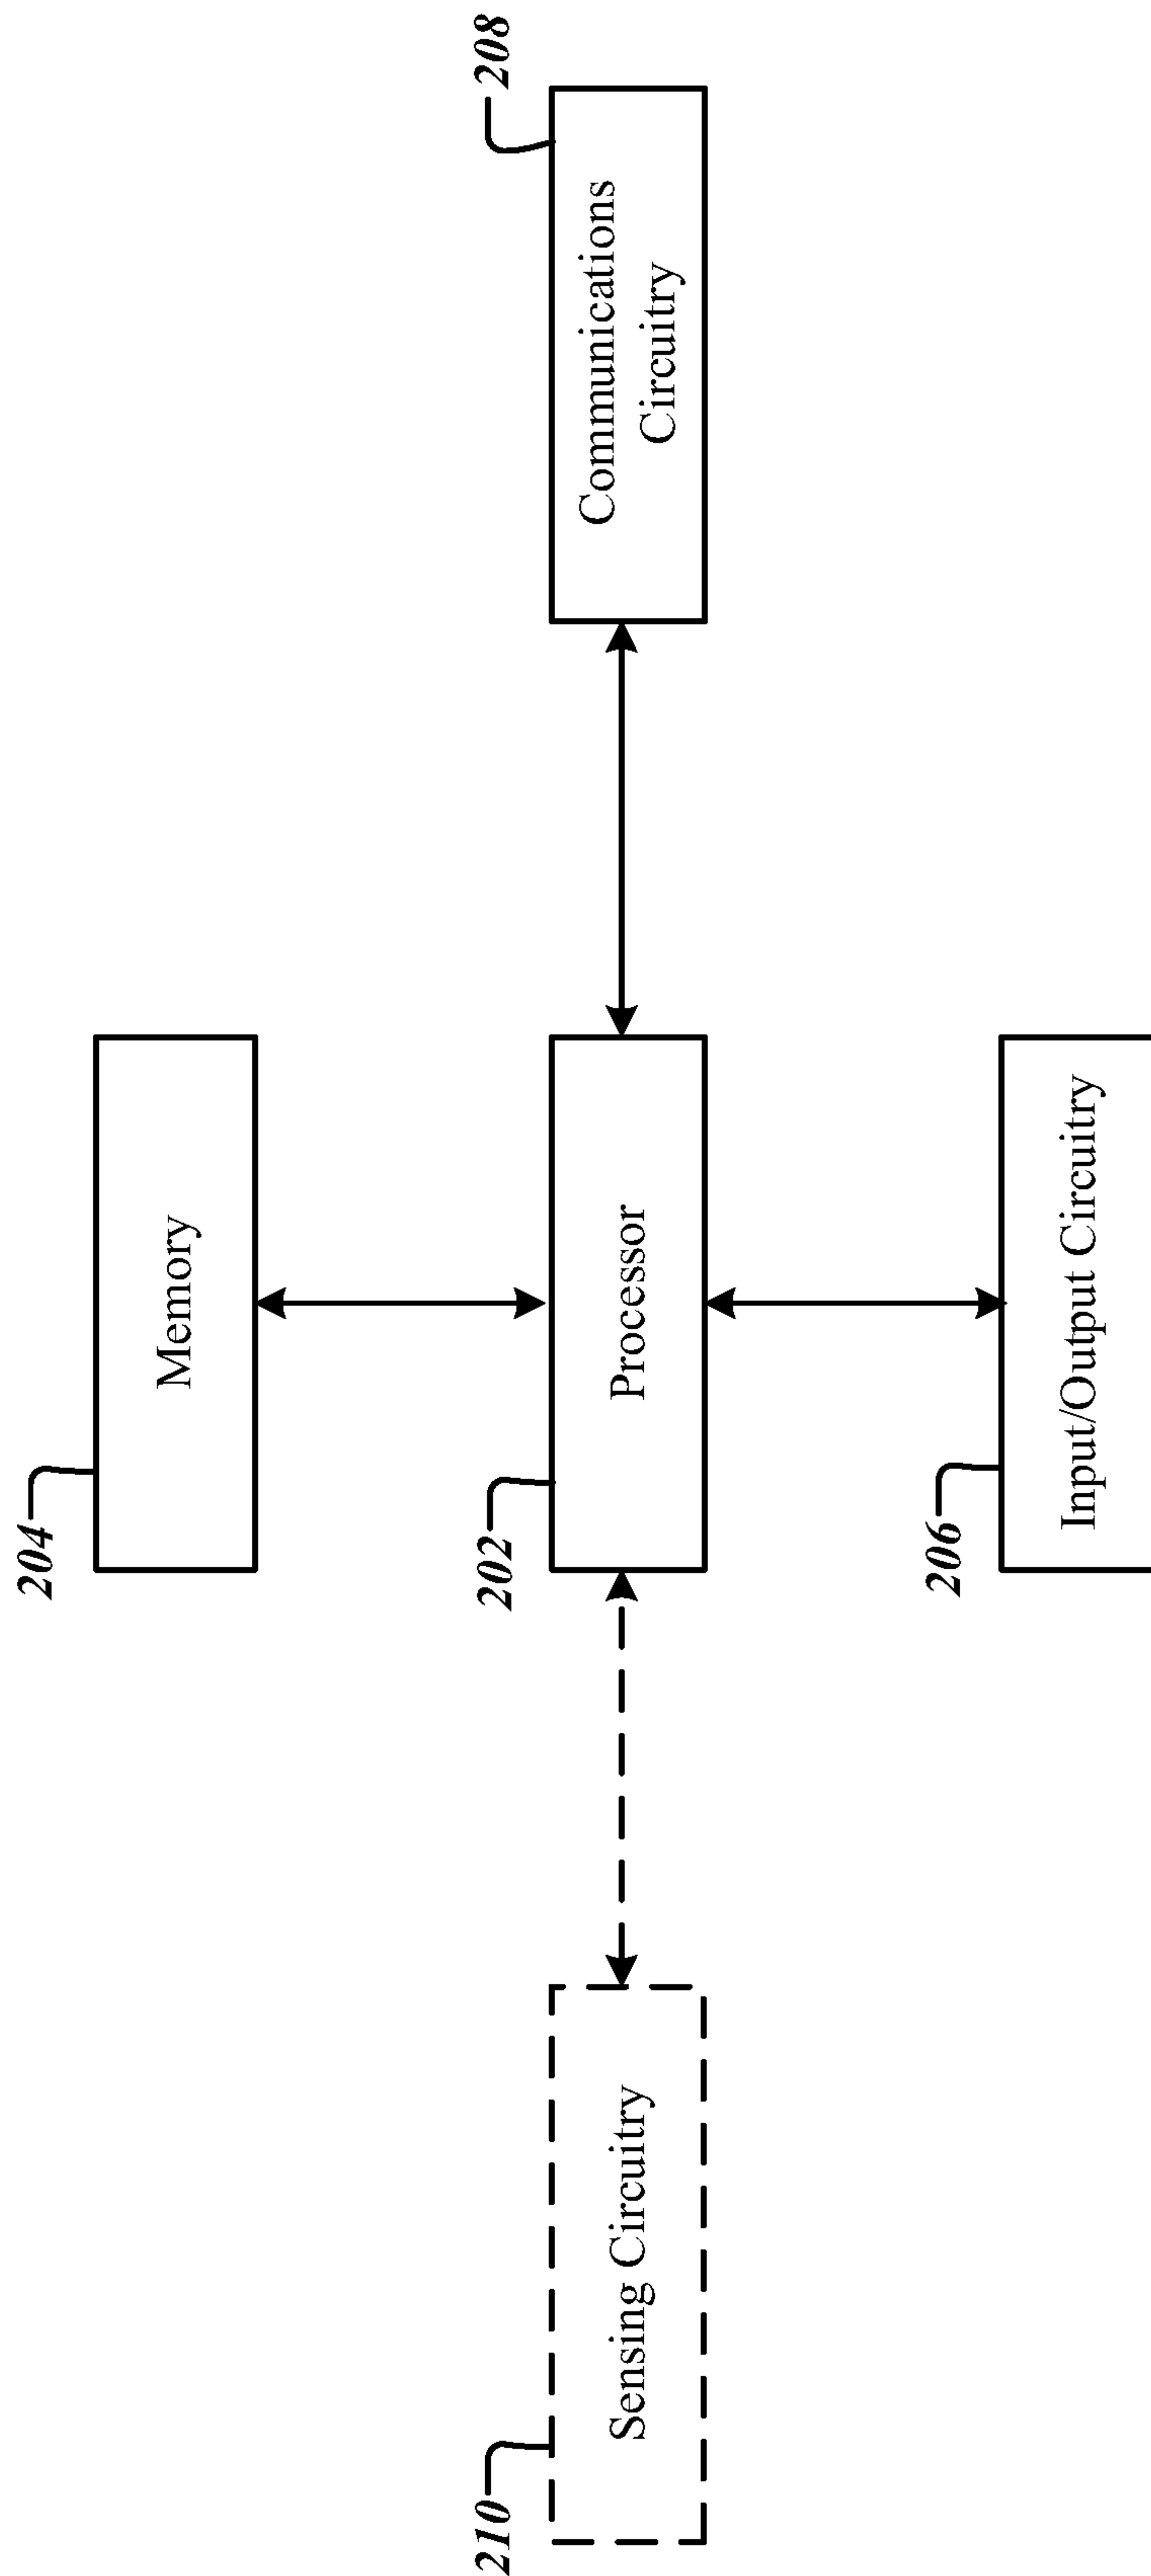 204
Memory
210
Sensing Circuitry
202
Processor
208
Communications
Circuitry
206
Input/Output Circuitry